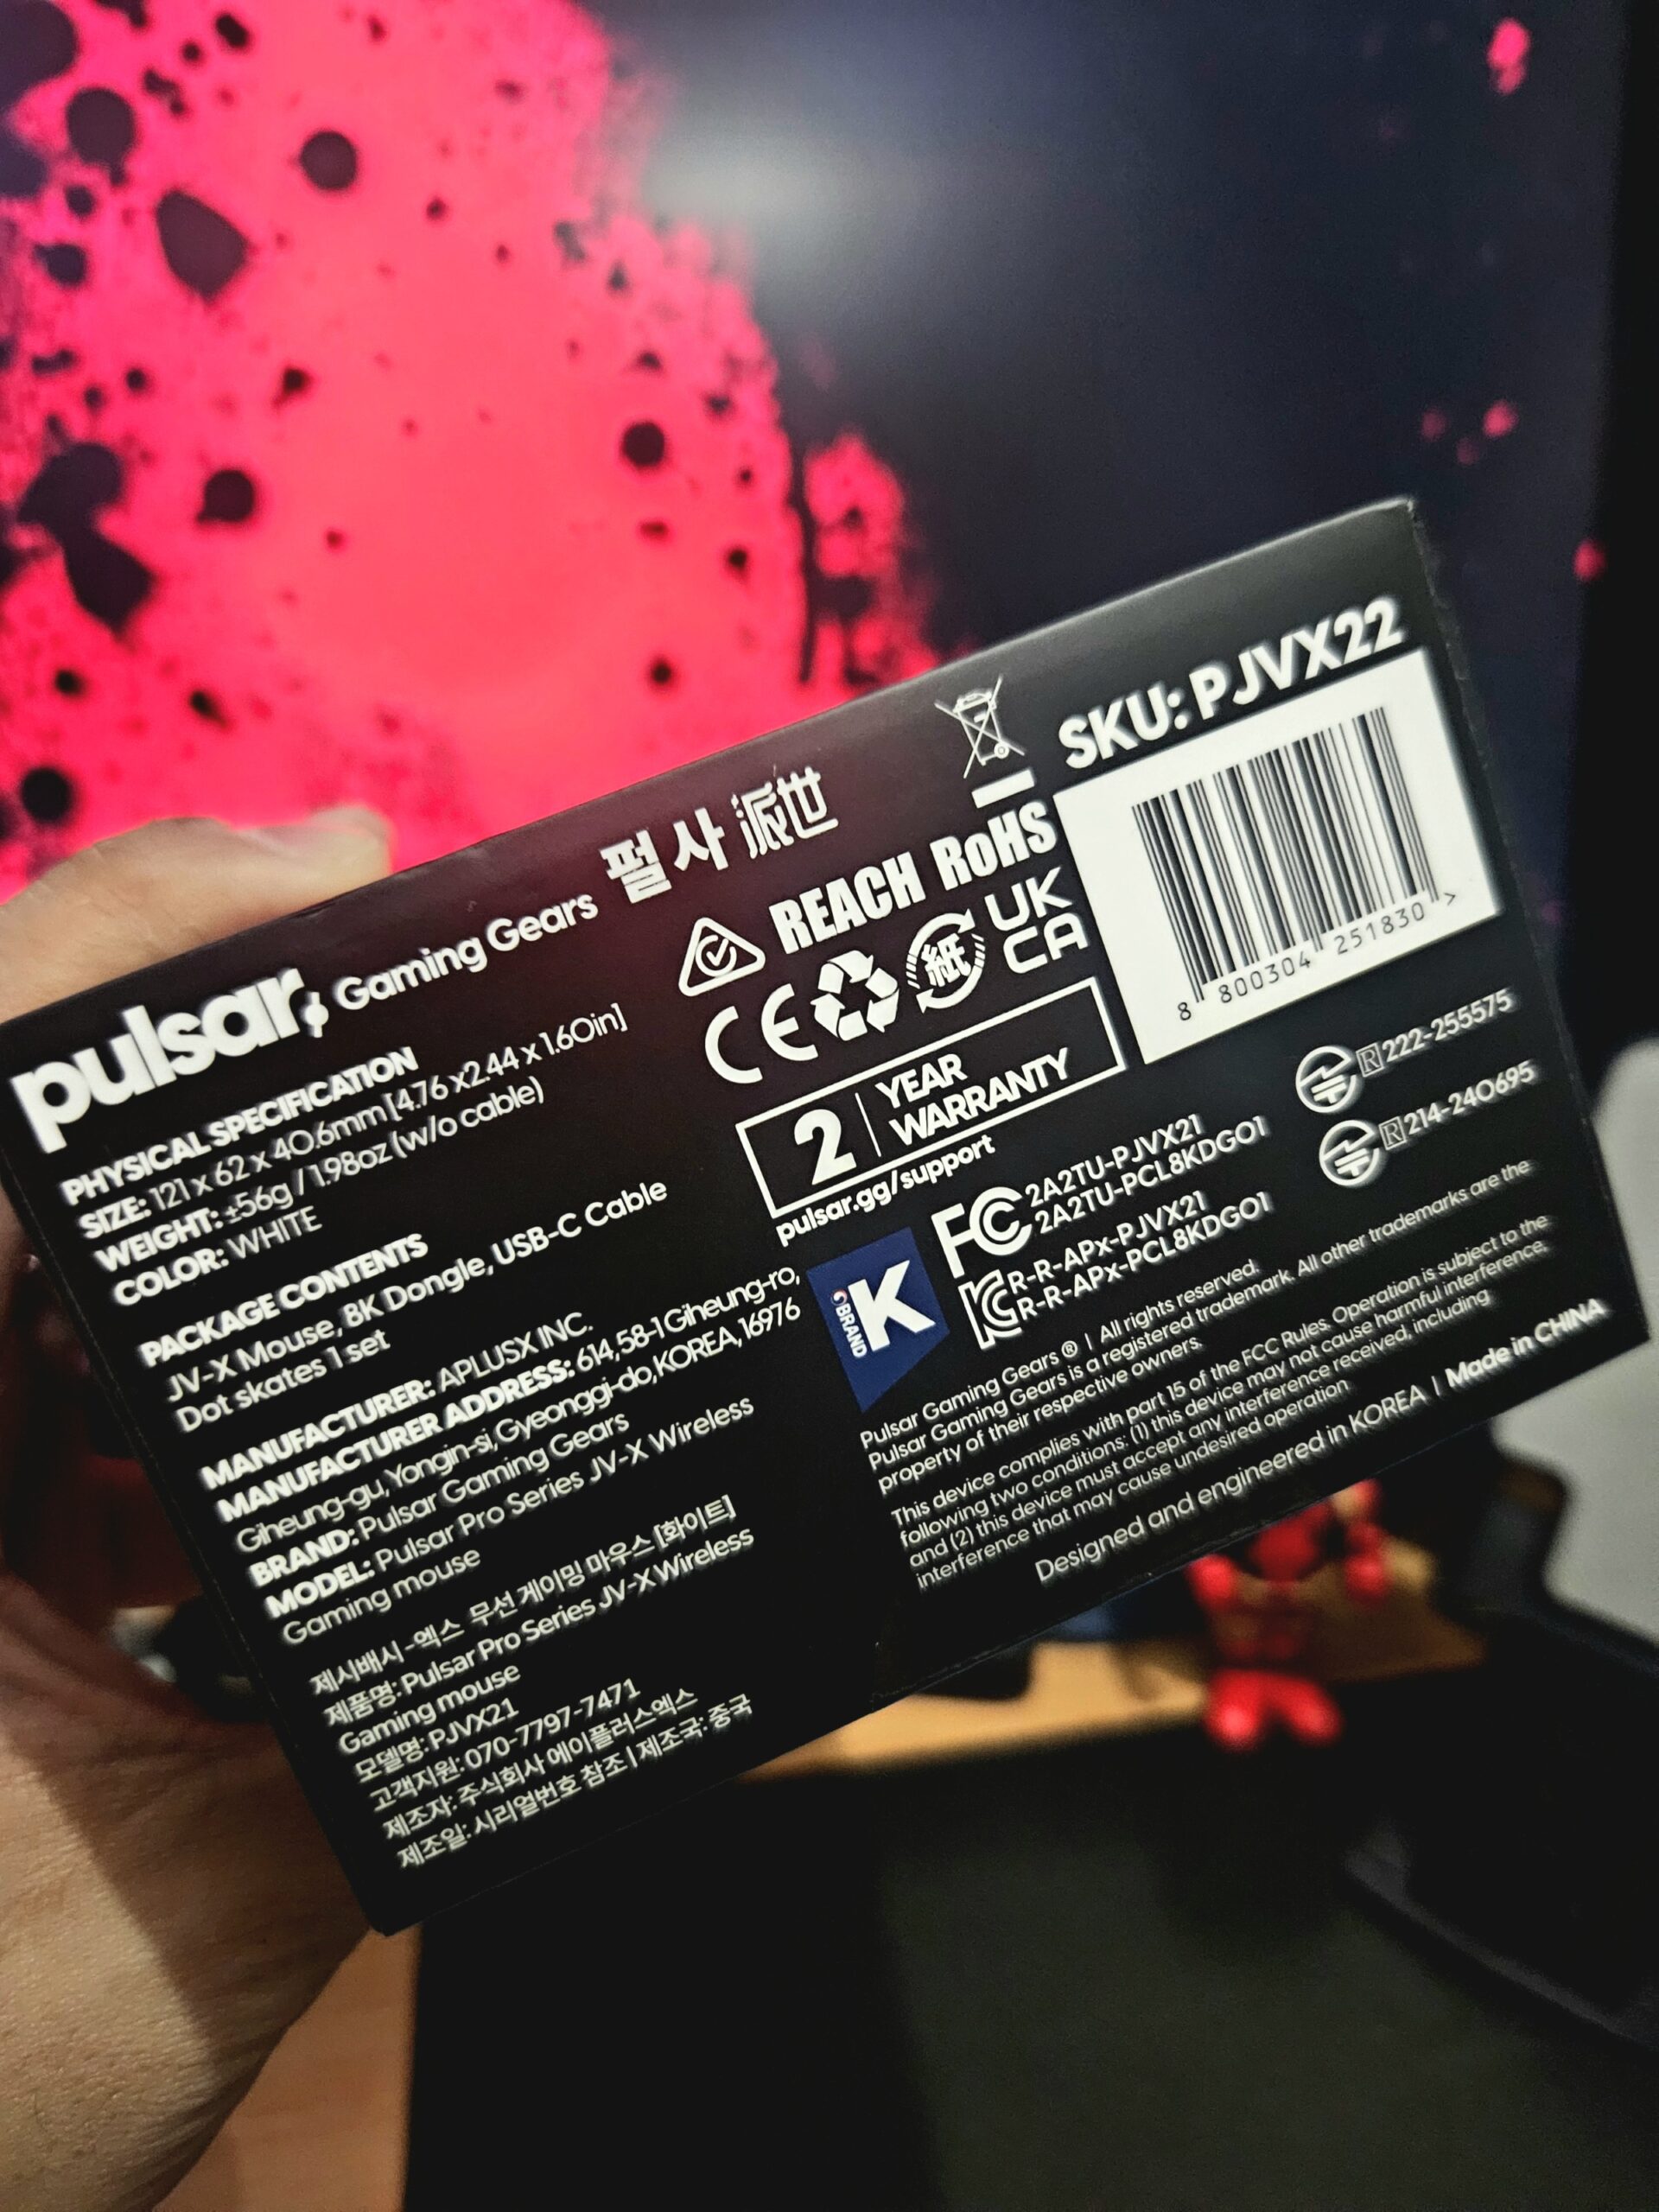 pulsar, Gaming Gears 펄사 派世
PHYSICAL SPECIFICATION
SIZE: 121 x 62 x 40.6mm [4.76 x 2.44 x 1.60in]
WEIGHT: ±56g / 1.98oz (w/o cable)
COLOR: WHITE
PACKAGE CONTENTS
JV-X Mouse, 8K Dongle, USB-C Cable
Dot skates 1 set
MANUFACTURER: APLUSX INC.
MANUFACTURER ADDRESS: 614, 58-1 Giheung-ro,
Giheung-gu, Yongin-si, Gyeonggi-do, KOREA, 16976
BRAND: Pulsar Gaming Gears
MODEL: Pulsar Pro Series JV-X Wireless
Gaming mouse
제시배시-엑스 무선 게이밍 마우스 [화이트]
제품명: Pulsar Pro Series JV-X Wireless
Gaming mouse
모델명: PJVX21
고객지원: 070-7797-7471
제조자: 주식회사 에이플러스엑스
제조일: 시리얼번호 참조 | 제조국: 중국
REACH RoHS
CE 紙 UK
CA
2 YEAR
WARRANTY
pulsar.gg/support
BRAND K
FC 2A2TU-PJVX21
2A2TU-PCL8KDG01
KC R-R-APx-PJVX21
R-R-APx-PCL8KDG01
SKU: PJVX22
8 800304 251830 >
R 222-255575
R 214-240695
Pulsar Gaming Gears ® | All rights reserved.
Pulsar Gaming Gears is a registered trademark. All other trademarks are the
property of their respective owners.
This device complies with part 15 of the FCC Rules. Operation is subject to the
following two conditions: (1) this device may not cause harmful interference,
and (2) this device must accept any interference received, including
interference that may cause undesired operation.
Designed and engineered in KOREA | Made in CHINA